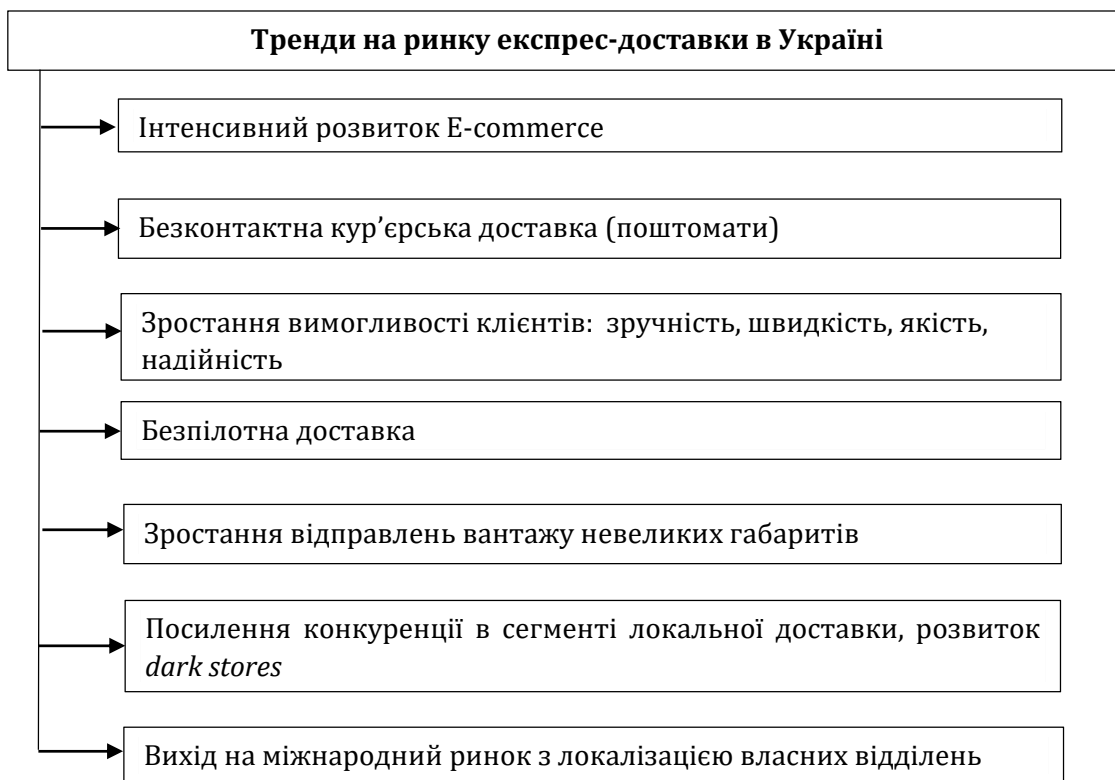 Тренди на ринку експрес-доставки в Україні
Інтенсивний розвиток E-commerce
Безконтактна кур’єрська доставка (поштомати)
Зростання вимогливості клієнтів: зручність, швидкість, якість,
надійність
Безпілотна доставка
Зростання відправлень вантажу невеликих габаритів
Посилення конкуренції в сегменті локальної доставки, розвиток
dark stores
Вихід на міжнародний ринок з локалізацією власних відділень